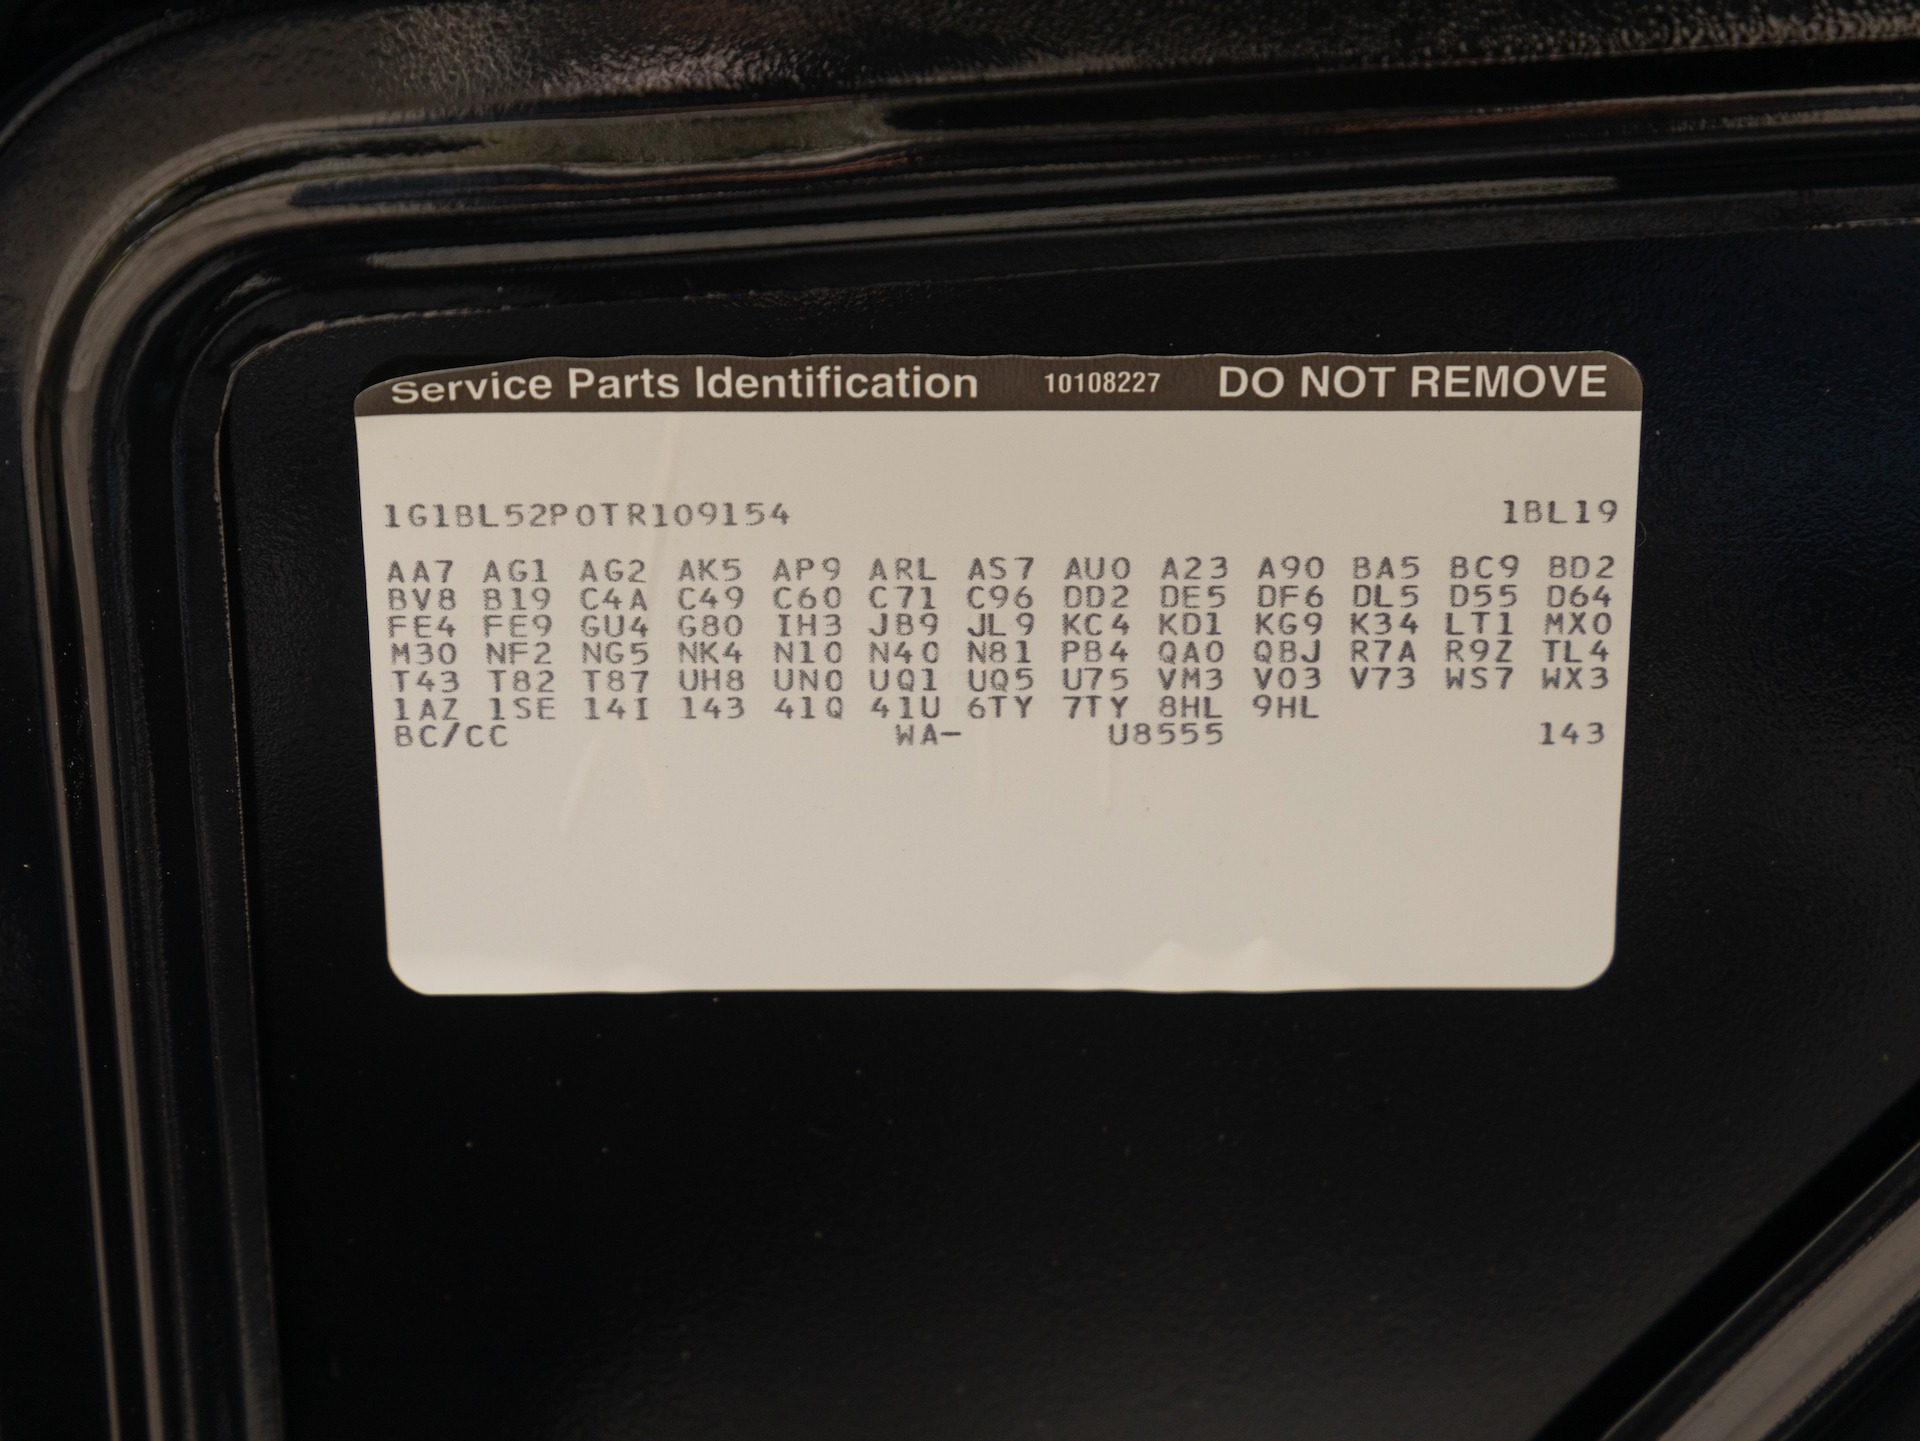 Service Parts Identification 10108227 DO NOT REMOVE
1G1BL52P0TR109154 1BL19
AA7 AG1 AG2 AK5 AP9 ARL AS7 AU0 A23 A90 BA5 BC9 BD2
BV8 B19 C4A C49 C60 C71 C96 DD2 DE5 DF6 DL5 D55 D64
FE4 FE9 GU4 G80 IH3 JB9 JL9 KC4 KD1 KG9 K34 LT1 MX0
M30 NF2 NG5 NK4 N10 N40 N81 PB4 QA0 QBJ R7A R9Z TL4
T43 T82 T87 UH8 UN0 UQ1 UQ5 U75 VM3 V03 V73 WS7 WX3
1AZ 1SE 14I 143 41Q 41U 6TY 7TY 8HL 9HL
BC/CC WA- U8555 143